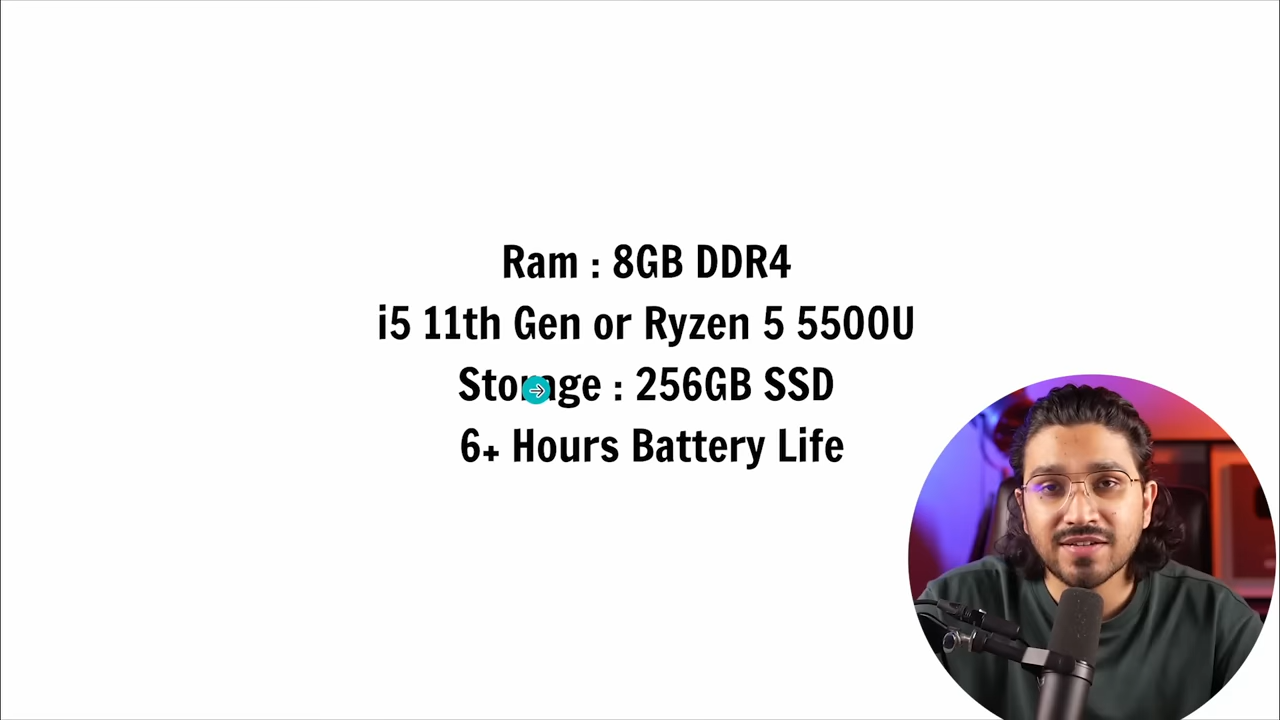 Ram : 8GB DDR4
i5 11th Gen or Ryzen 5 5500U
Storage : 256GB SSD
6+ Hours Battery Life